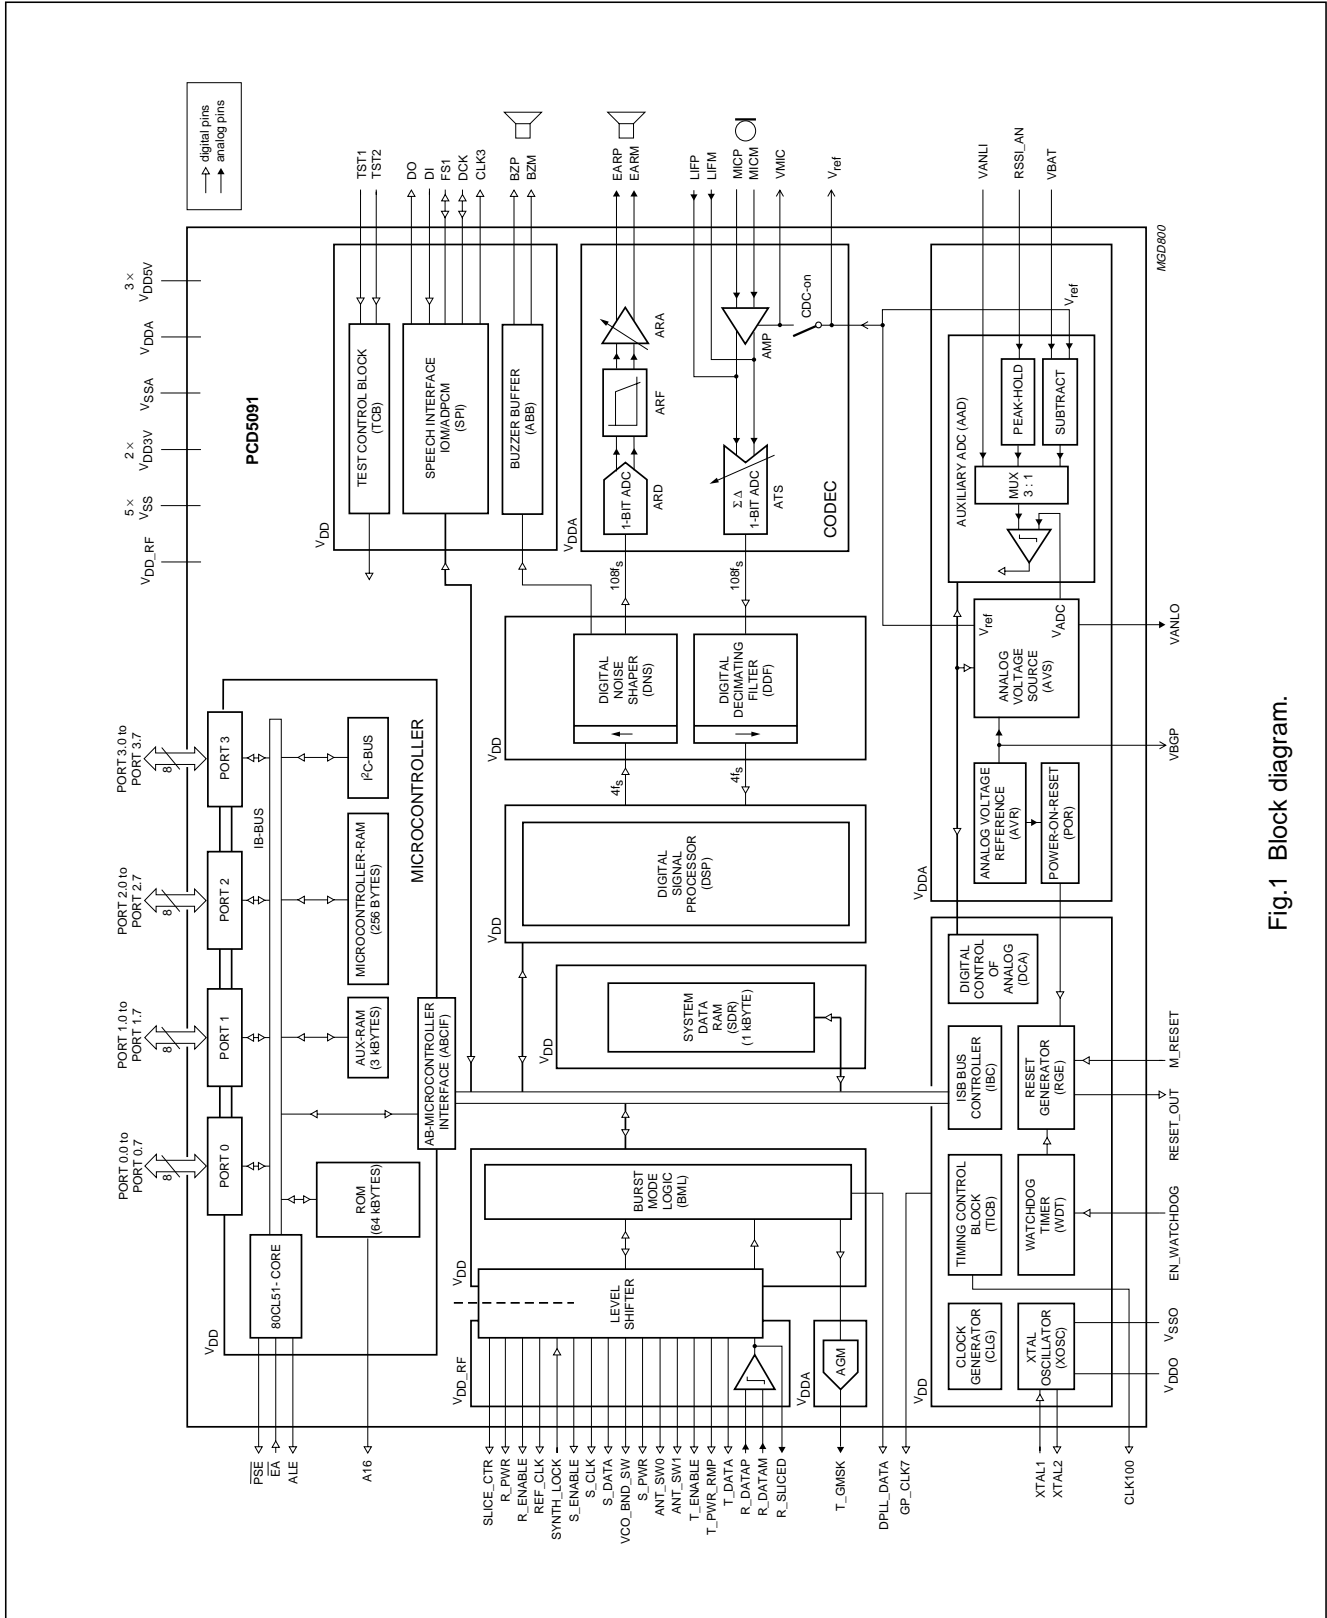 digital pins
analog pins
3 ×
VDD5V
VDDA
VSSA
2 ×
VDD3V
5 ×
VSS
VDD_RF
PCD5091
TST1
TST2
DO
DI
FS1
DCK
CLK3
BZP
BZM
EARP
EARM
LIFP
LIFM
MICP
MICM
VMIC
Vref
VANLI
RSSI_AN
VBAT
MGD800
VDD
TEST CONTROL BLOCK
(TCB)
SPEECH INTERFACE
IOM/ADPCM
(SPI)
BUZZER BUFFER
(ABB)
VDDA
1-BIT ADC
ARD
ARF
ARA
AMP
CDC-on
Σ Δ
1-BIT ADC
ATS
CODEC
108fs
108fs
VDD
DIGITAL
NOISE
SHAPER
(DNS)
DIGITAL
DECIMATING
FILTER
(DDF)
4fs
4fs
VDD
DIGITAL
SIGNAL
PROCESSOR
(DSP)
VDD
SYSTEM
DATA
RAM
(SDR)
(1 kBYTE)
AUXILIARY ADC (AAD)
PEAK-HOLD
SUBTRACT
Vref
MUX
3 : 1
Vref
VADC
ANALOG
VOLTAGE
SOURCE
(AVS)
VANLO
VBGP
ANALOG VOLTAGE
REFERENCE
(AVR)
POWER-ON-RESET
(POR)
VDDA
PORT 3.0 to
PORT 3.7
8
PORT 3
PORT 2.0 to
PORT 2.7
8
PORT 2
PORT 1.0 to
PORT 1.7
8
PORT 1
PORT 0.0 to
PORT 0.7
8
PORT 0
IB-BUS
I2C-BUS
MICROCONTROLLER-RAM
(256 BYTES)
AUX-RAM
(3 kBYTES)
MICROCONTROLLER
AB-MICROCONTROLLER
INTERFACE (ABCIF)
ROM
(64 kBYTES)
80CL51- CORE
VDD
BURST
MODE
LOGIC
(BML)
VDD
LEVEL
SHIFTER
VDD_RF
VDDA
AGM
DIGITAL
CONTROL
OF
ANALOG
(DCA)
ISB BUS
CONTROLLER
(IBC)
RESET
GENERATOR
(RGE)
TIMING CONTROL
BLOCK
(TICB)
WATCHDOG
TIMER
(WDT)
CLOCK
GENERATOR
(CLG)
XTAL
OSCILLATOR
(XOSC)
VDD
M_RESET
RESET_OUT
EN_WATCHDOG
VSSO
VDDO
PSE
EA
ALE
A16
SLICE_CTR
R_PWR
R_ENABLE
REF_CLK
SYNTH_LOCK
S_ENABLE
S_CLK
S_DATA
VCO_BND_SW
S_PWR
ANT_SW0
ANT_SW1
T_ENABLE
T_PWR_RMP
T_DATA
R_DATAP
R_DATAM
R_SLICED
T_GMSK
DPLL_DATA
GP_CLK7
XTAL1
XTAL2
CLK100
Fig.1 Block diagram.